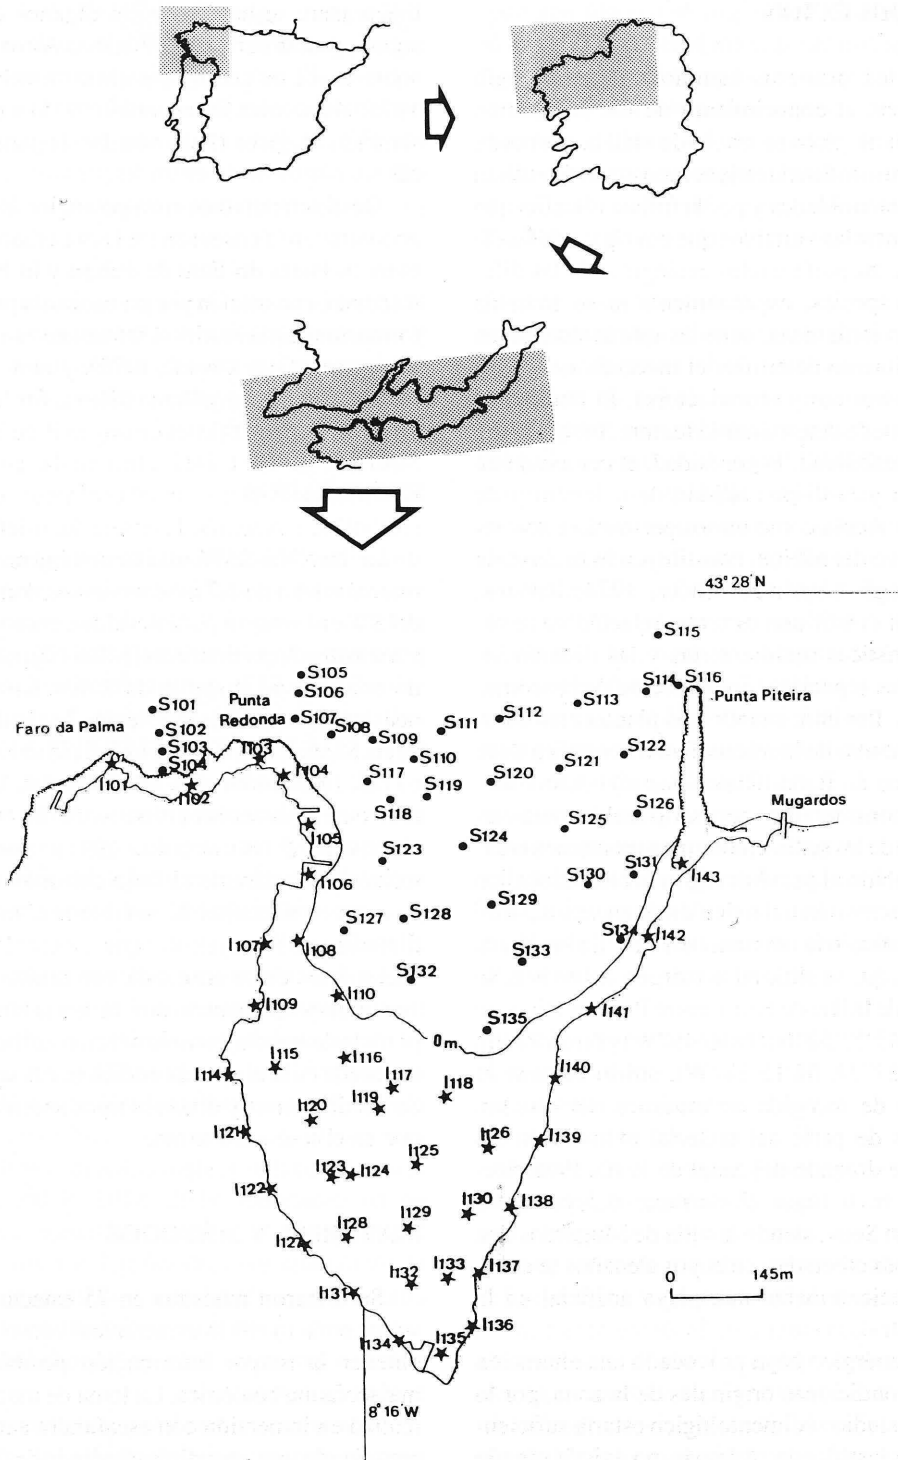 43° 28' N
S115
S105
S114
S116
S106
Punta Piteira
S113
S101
Punta
Redonda
S107
S112
Faro da Palma
S102
S108
S111
S109
S122
S103
I103
S110
S121
S104
I104
S117
S119
S120
I101
I102
S118
S126
Mugardos
I105
S125
S124
S123
S131
I143
I106
S130
S129
S127
S128
S134
I142
I107
I108
S133
S132
I109
I110
I141
S135
0m
I115
I116
I114
I117
I118
I140
I119
I120
I121
I126
I139
I125
I123
I124
I122
I130
I138
I128
I129
I127
I133
I137
I132
0
145m
I131
I136
I134
I135
8° 16' W